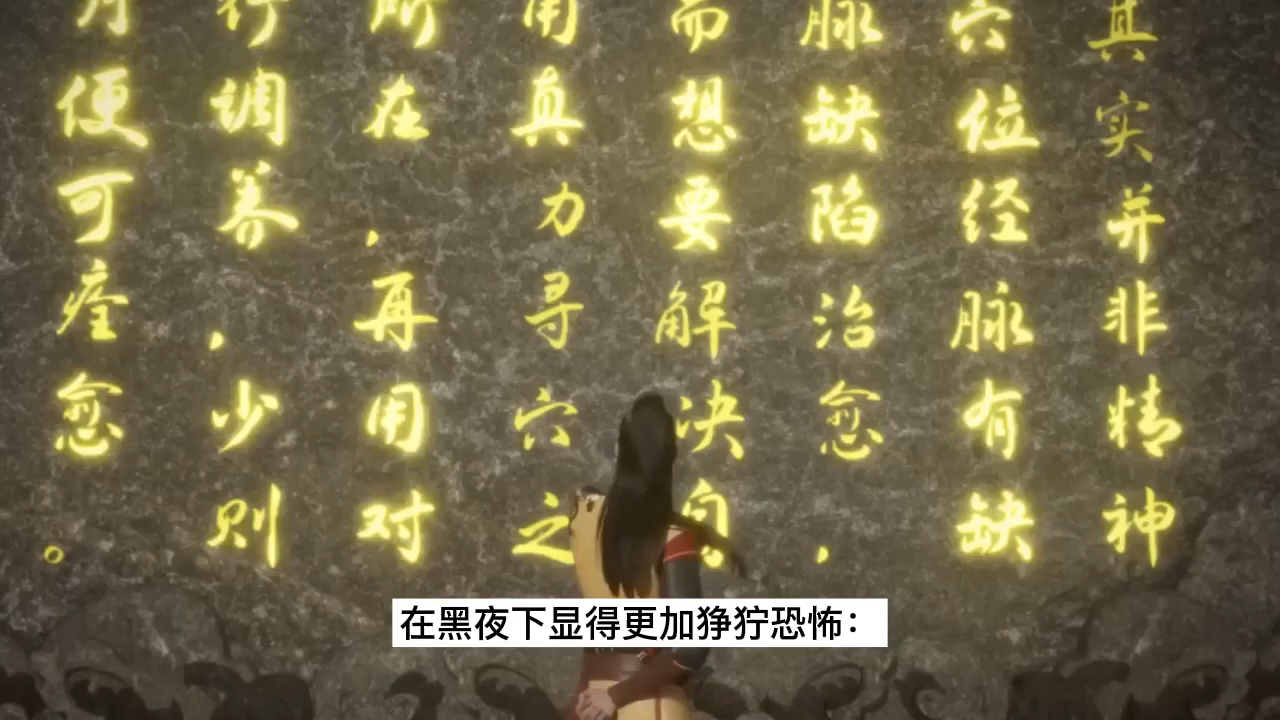 其实并非精神
穴位经脉有缺
脉缺陷治愈，
而想要解决自
用真力寻穴之
所在，再用对
行调养，少则
月便可痊愈。
在黑夜下显得更加狰狞恐怖：